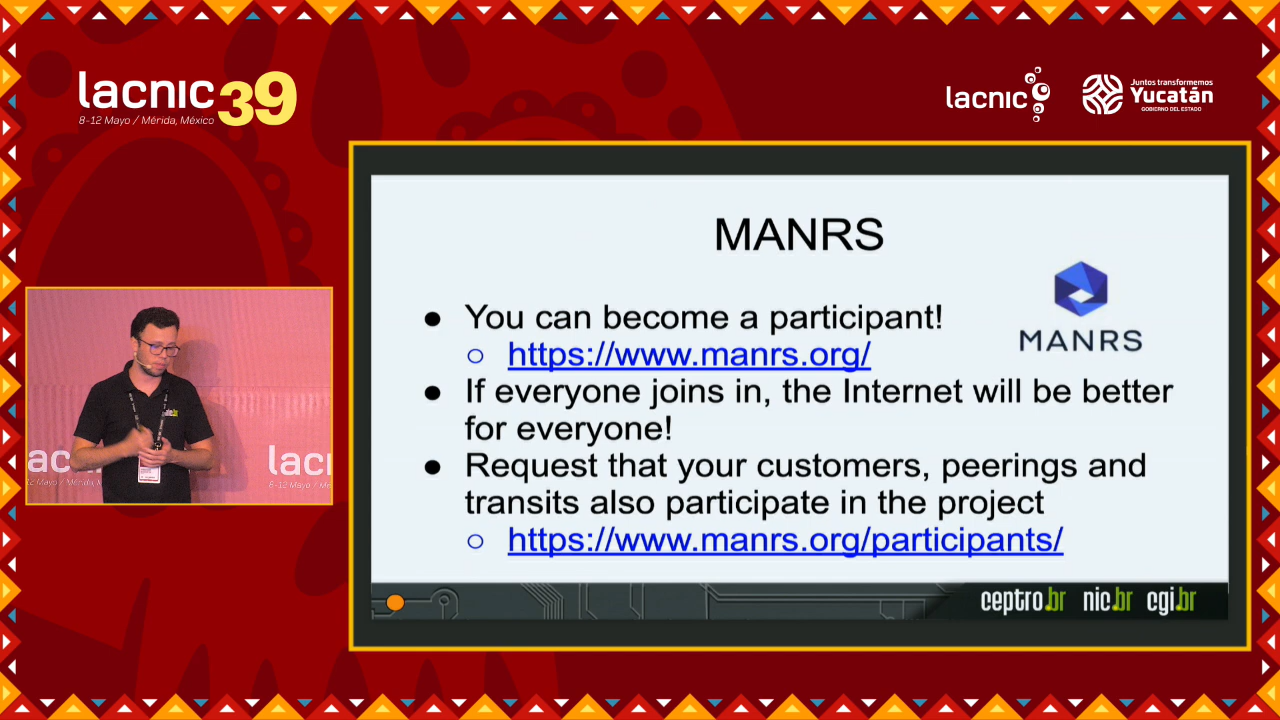 lacnic 39
8-12 Mayo / Mérida, México
lacnic
Juntos transformemos
Yucatán
GOBIERNO DEL ESTADO
MANRS
● You can become a participant!
○ https://www.manrs.org/
MANRS
● If everyone joins in, the Internet will be better
for everyone!
● Request that your customers, peerings and
transits also participate in the project
○ https://www.manrs.org/participants/
ceptro.br nic.br cgi.br
laci